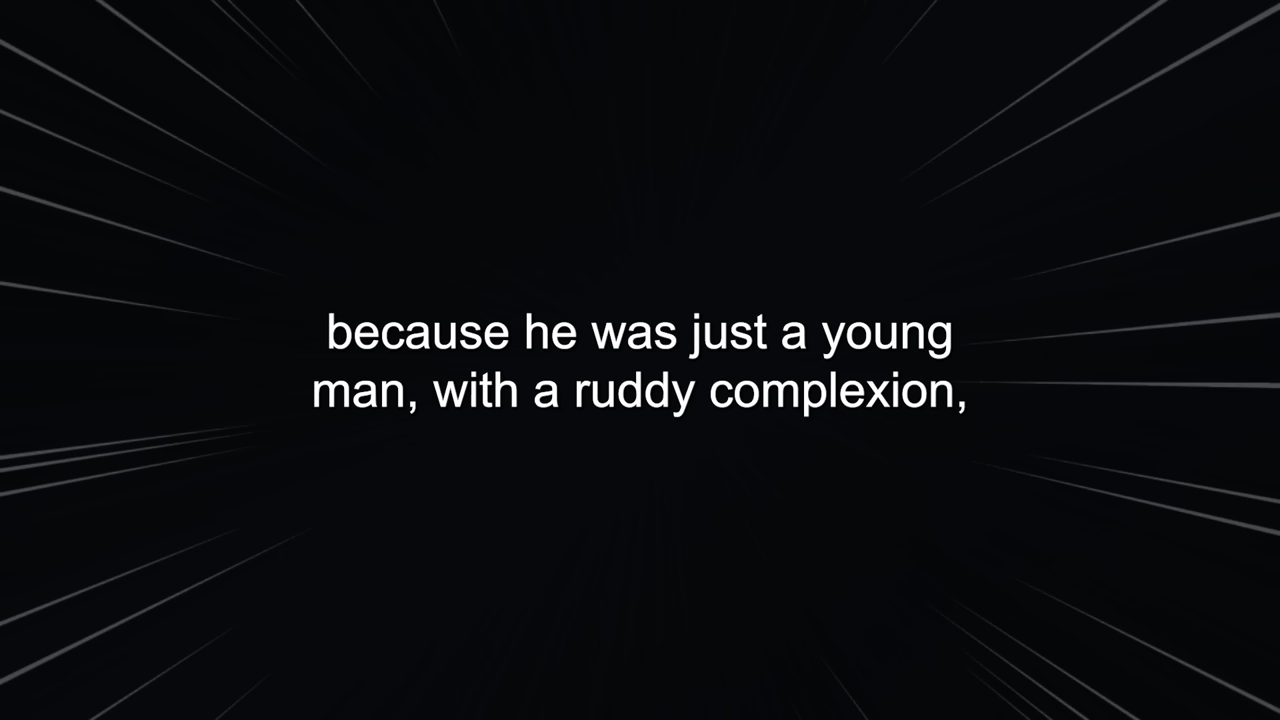 because he was just a young
man, with a ruddy complexion,